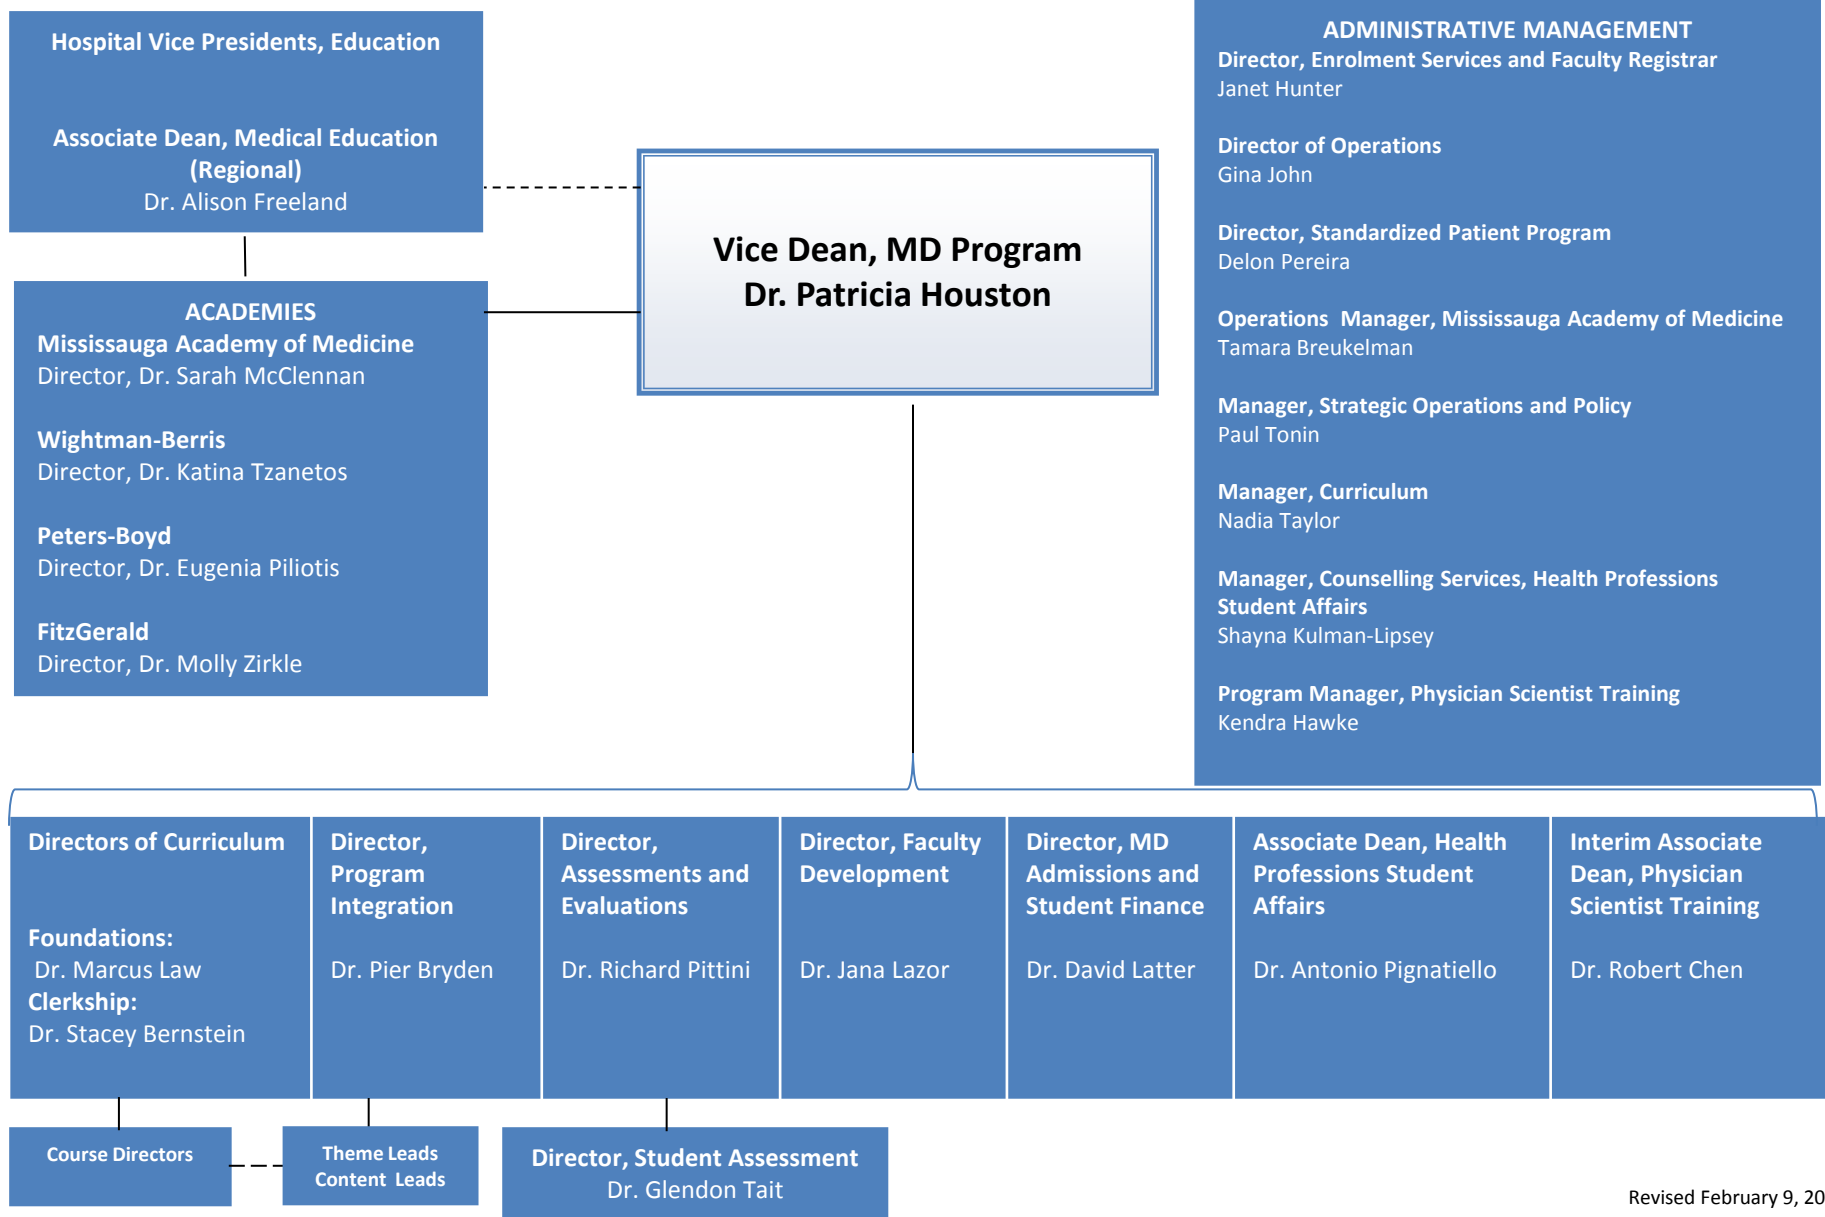 Hospital Vice Presidents, Education
Associate Dean, Medical Education
(Regional)
Dr. Alison Freeland
ACADEMIES
Mississauga Academy of Medicine
Director, Dr. Sarah McClennan
Wightman-Berris
Director, Dr. Katina Tzanetos
Peters-Boyd
Director, Dr. Eugenia Piliotis
FitzGerald
Director, Dr. Molly Zirkle
Vice Dean, MD Program
Dr. Patricia Houston
ADMINISTRATIVE MANAGEMENT
Director, Enrolment Services and Faculty Registrar
Janet Hunter
Director of Operations
Gina John
Director, Standardized Patient Program
Delon Pereira
Operations  Manager, Mississauga Academy of Medicine
Tamara Breukelman
Manager, Strategic Operations and Policy
Paul Tonin
Manager, Curriculum
Nadia Taylor
Manager, Counselling Services, Health Professions
Student Affairs
Shayna Kulman-Lipsey
Program Manager, Physician Scientist Training
Kendra Hawke
Directors of Curriculum
Foundations:
Dr. Marcus Law
Clerkship:
Dr. Stacey Bernstein
Director,
Program
Integration
Dr. Pier Bryden
Director,
Assessments and
Evaluations
Dr. Richard Pittini
Director, Faculty
Development
Dr. Jana Lazor
Director, MD
Admissions and
Student Finance
Dr. David Latter
Associate Dean, Health
Professions Student
Affairs
Dr. Antonio Pignatiello
Interim Associate
Dean, Physician
Scientist Training
Dr. Robert Chen
Course Directors
Theme Leads
Content  Leads
Director, Student Assessment
Dr. Glendon Tait
Revised February 9, 20